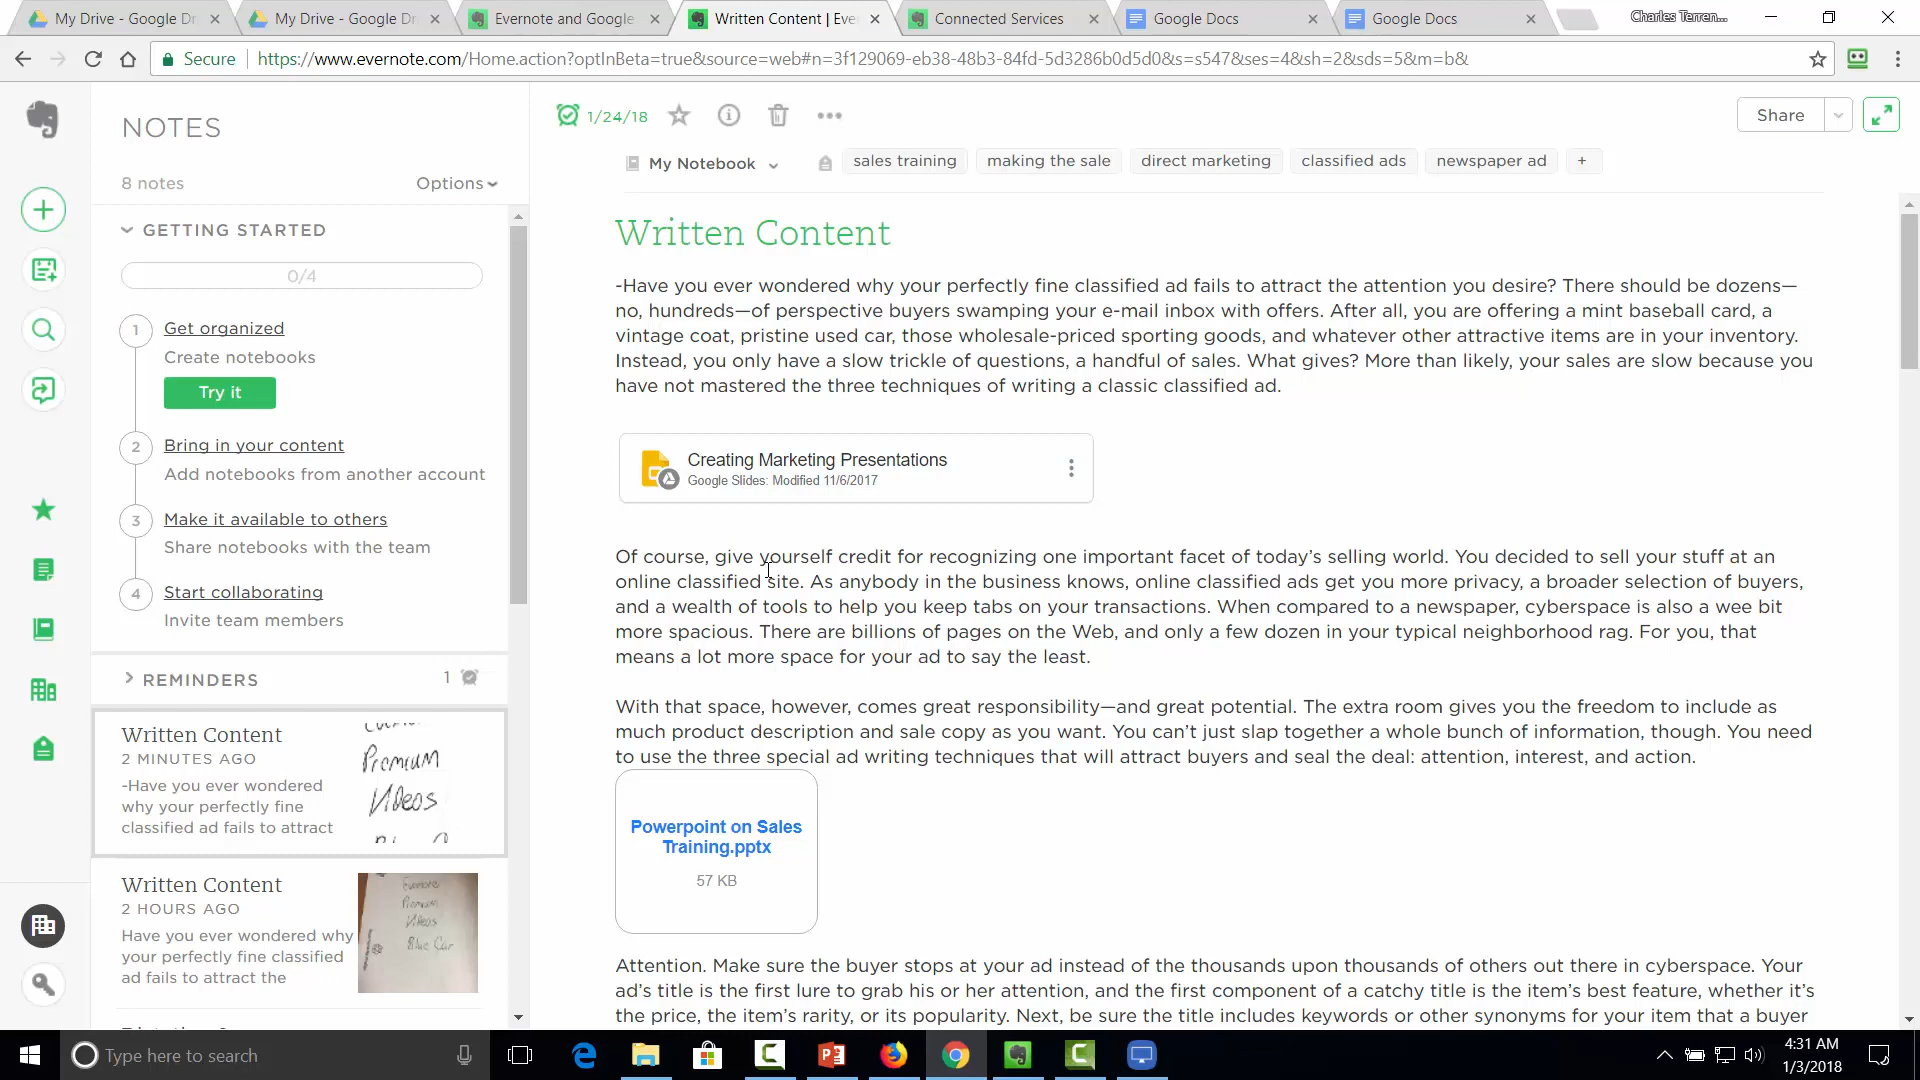 My Drive - Google Dr
My Drive - Google Dr
Evernote and Google
Written Content | Eve
Connected Services
Google Docs
Google Docs
Charles Terren...
Secure
https://www.evernote.com/Home.action?optInBeta=true&source=web#n=3f129069-eb38-48b3-84fd-5d3286b0d5d0&s=s547&ses=4&sh=2&sds=5&m=b&
NOTES
8 notes
Options
GETTING STARTED
0/4
1
Get organized
Create notebooks
Try it
2
Bring in your content
Add notebooks from another account
3
Make it available to others
Share notebooks with the team
4
Start collaborating
Invite team members
REMINDERS
1
Written Content
2 MINUTES AGO
-Have you ever wondered
why your perfectly fine
classified ad fails to attract
Premium
Videos
Written Content
2 HOURS AGO
Have you ever wondered why
your perfectly fine classified
ad fails to attract the
Premium
Videos
Blue Car
1/24/18
Share
My Notebook
sales training
making the sale
direct marketing
classified ads
newspaper ad
+
Written Content
-Have you ever wondered why your perfectly fine classified ad fails to attract the attention you desire? There should be dozens—
no, hundreds—of perspective buyers swamping your e-mail inbox with offers. After all, you are offering a mint baseball card, a
vintage coat, pristine used car, those wholesale-priced sporting goods, and whatever other attractive items are in your inventory.
Instead, you only have a slow trickle of questions, a handful of sales. What gives? More than likely, your sales are slow because you
have not mastered the three techniques of writing a classic classified ad.
Creating Marketing Presentations
Google Slides: Modified 11/6/2017
Of course, give yourself credit for recognizing one important facet of today's selling world. You decided to sell your stuff at an
online classified site. As anybody in the business knows, online classified ads get you more privacy, a broader selection of buyers,
and a wealth of tools to help you keep tabs on your transactions. When compared to a newspaper, cyberspace is also a wee bit
more spacious. There are billions of pages on the Web, and only a few dozen in your typical neighborhood rag. For you, that
means a lot more space for your ad to say the least.
With that space, however, comes great responsibility—and great potential. The extra room gives you the freedom to include as
much product description and sale copy as you want. You can't just slap together a whole bunch of information, though. You need
to use the three special ad writing techniques that will attract buyers and seal the deal: attention, interest, and action.
Powerpoint on Sales
Training.pptx
57 KB
Attention. Make sure the buyer stops at your ad instead of the thousands upon thousands of others out there in cyberspace. Your
ad's title is the first lure to grab his or her attention, and the first component of a catchy title is the item's best feature, whether it's
the price, the item's rarity, or its popularity. Next, be sure the title includes keywords or other synonyms for your item that a buyer
Type here to search
4:31 AM
1/3/2018